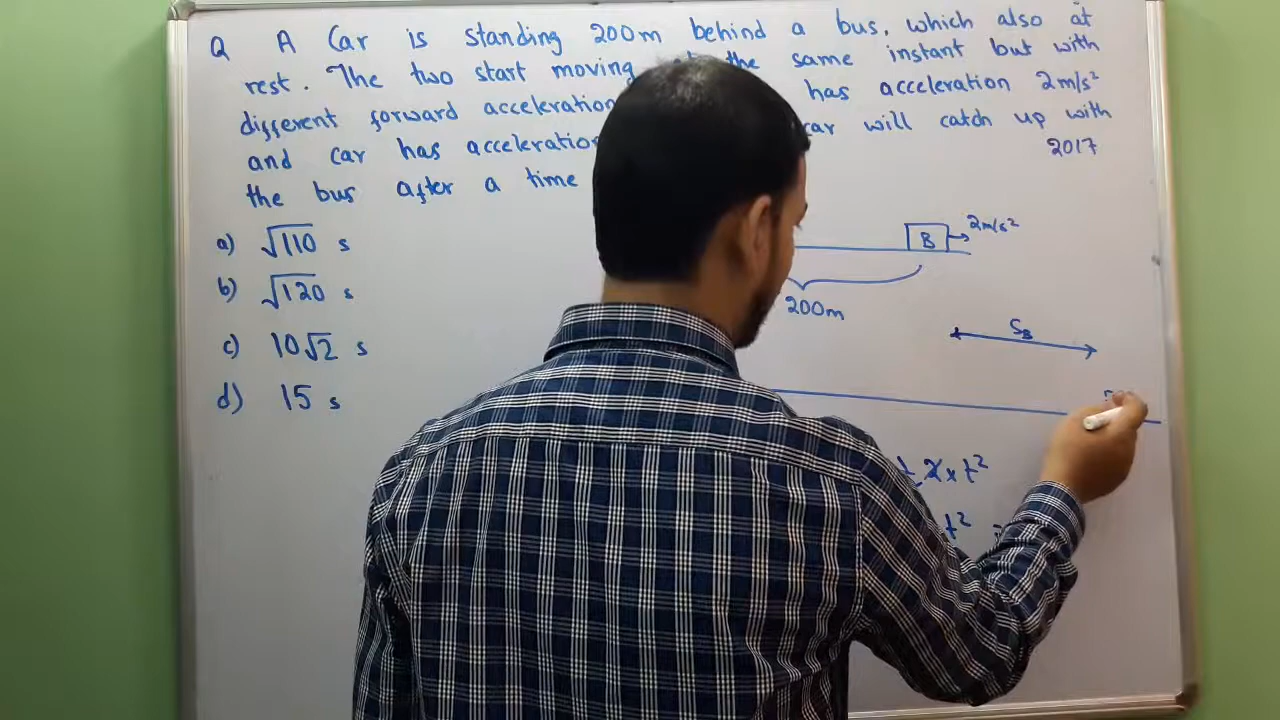 Q A Car is standing 200m behind a bus, which also at
rest. The two start moving the same instant but with
different forward acceleration has acceleration 2m/s²
and car has acceleration car will catch up with
the bus after a time 2017
a) √110 s
b) √120 s
c) 10√2 s
d) 15 s
B 2m/s²
200m
S_B
2 x t²
t²